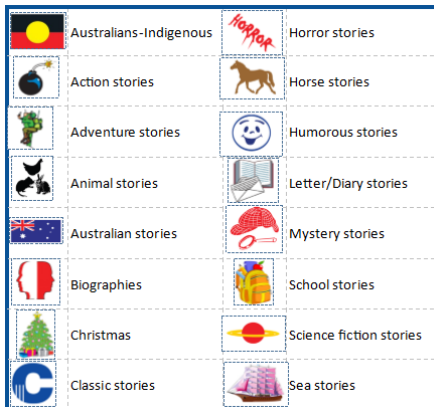 Australians-Indigenous
HORROR
Horror stories
Action stories
Horse stories
Adventure stories
Humorous stories
Animal stories
Letter/Diary stories
Australian stories
Mystery stories
Biographies
School stories
Christmas
Science fiction stories
C
Classic stories
Sea stories